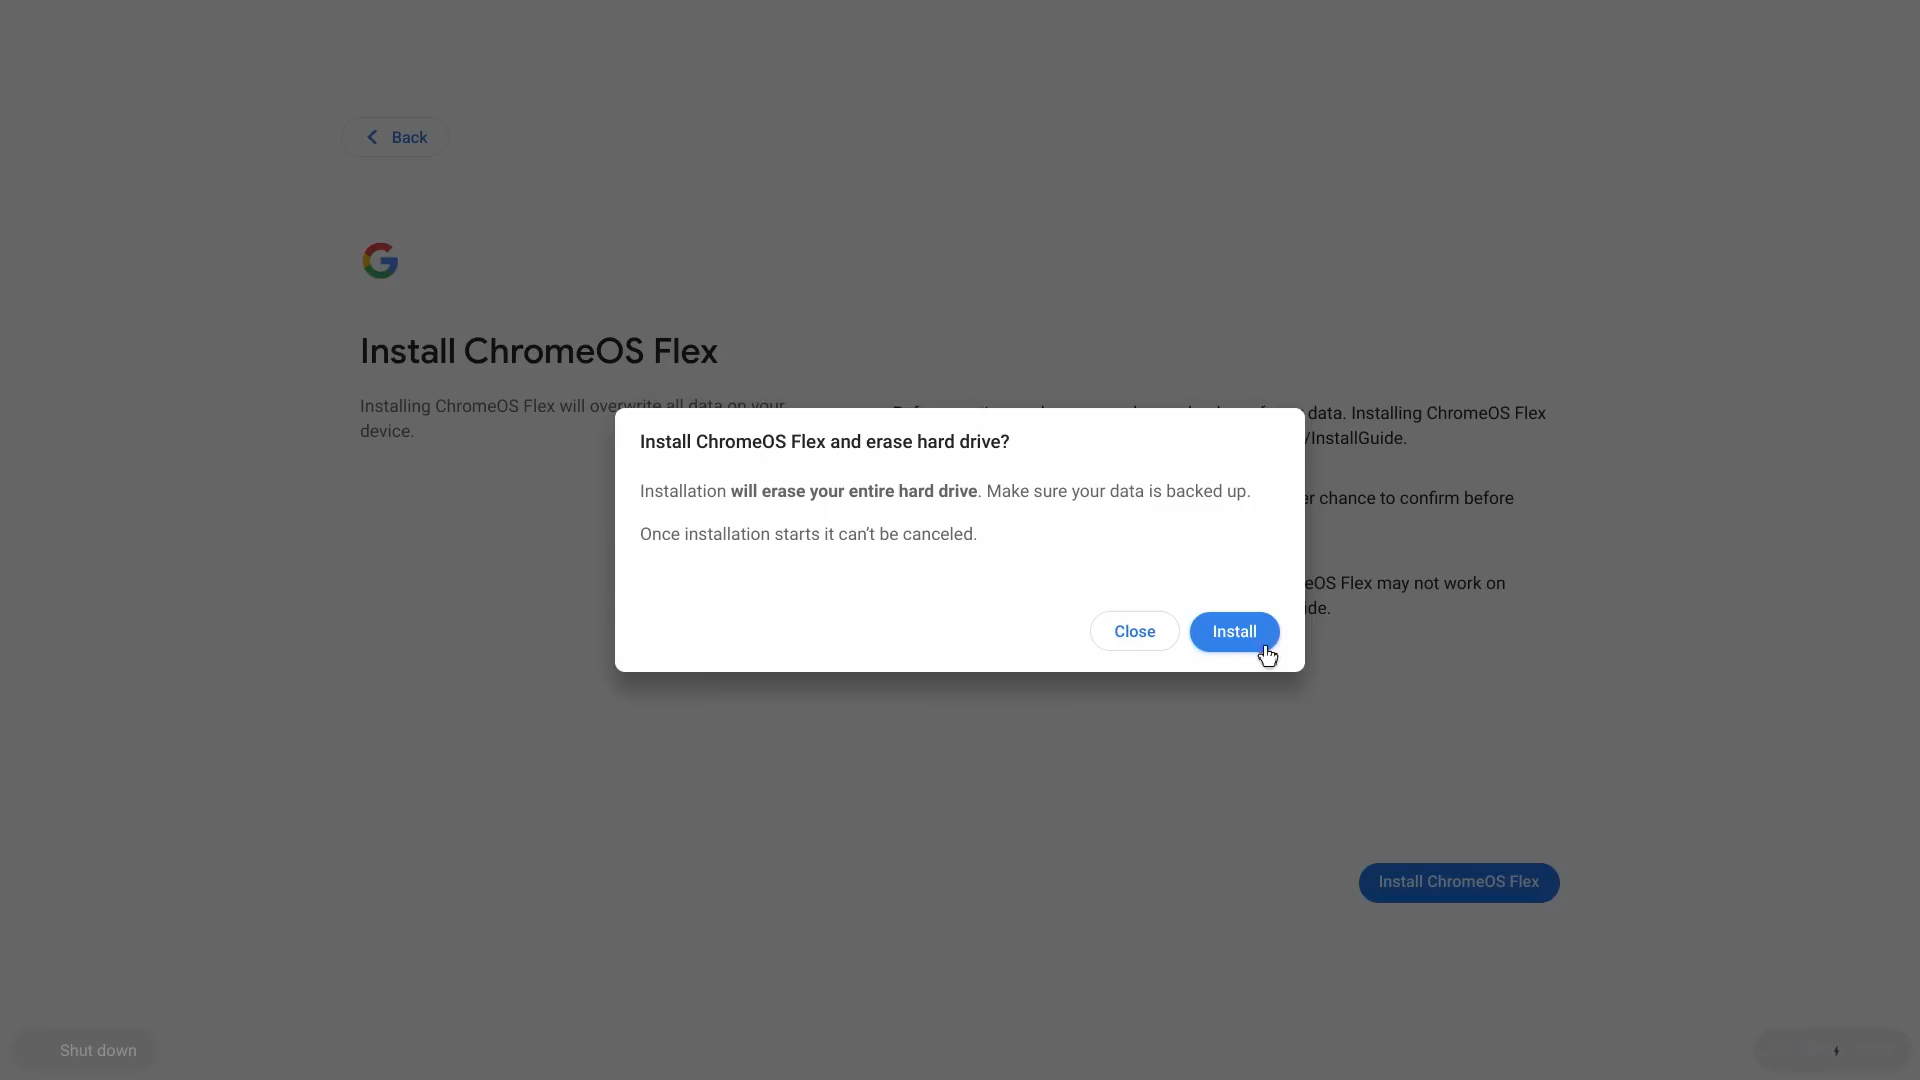 Back
Install ChromeOS Flex
Installing ChromeOS Flex will overwrite all data on your
device.
data. Installing ChromeOS Flex
/InstallGuide.
chance to confirm before
Flex may not work on
Install ChromeOS Flex and erase hard drive?
Installation will erase your entire hard drive. Make sure your data is backed up.
Once installation starts it can't be canceled.
Close
Install
Install ChromeOS Flex
Shut down